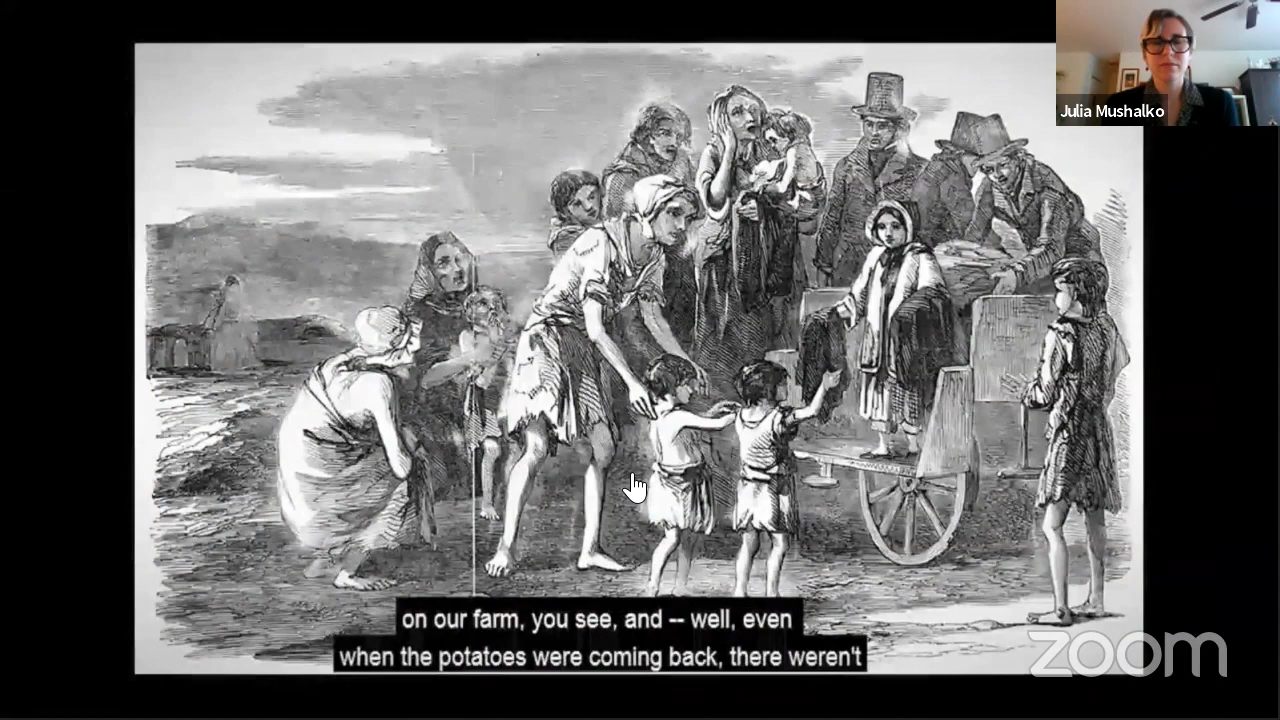 Julia Mushalko
on our farm, you see, and -- well, even
when the potatoes were coming back, there weren't
zoom